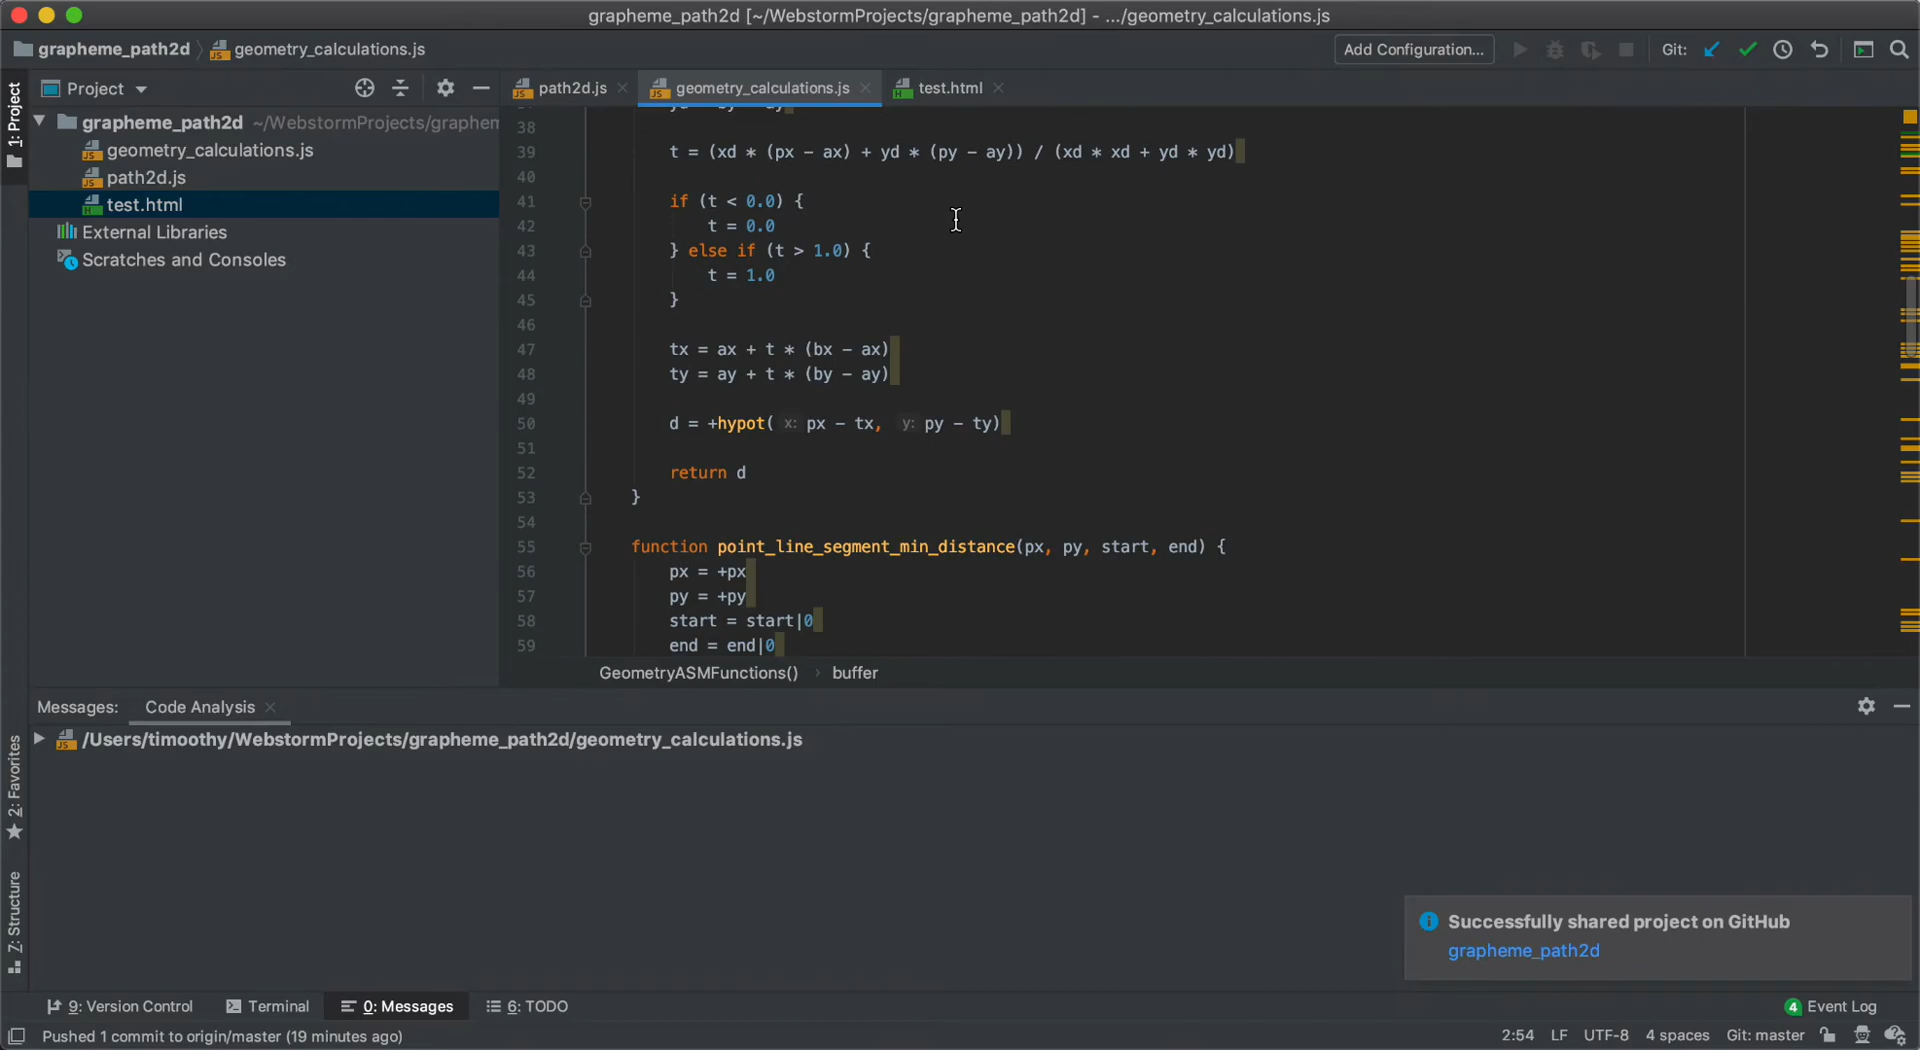 grapheme_path2d [~/WebstormProjects/grapheme_path2d] - .../geometry_calculations.js
grapheme_path2d
geometry_calculations.js
Add Configuration...
Git:
1: Project
Project
path2d.js
geometry_calculations.js
test.html
grapheme_path2d ~/WebstormProjects/graphem
geometry_calculations.js
path2d.js
test.html
External Libraries
Scratches and Consoles
38
39 t = (xd * (px - ax) + yd * (py - ay)) / (xd * xd + yd * yd)
40
41 if (t < 0.0) {
42 t = 0.0
43 } else if (t > 1.0) {
44 t = 1.0
45 }
46
47 tx = ax + t * (bx - ax)
48 ty = ay + t * (by - ay)
49
50 d = +hypot( x: px - tx, y: py - ty)
51
52 return d
53 }
54
55 function point_line_segment_min_distance(px, py, start, end) {
56 px = +px
57 py = +py
58 start = start|0
59 end = end|0
GeometryASMFunctions() › buffer
Messages: Code Analysis
/Users/timoothy/WebstormProjects/grapheme_path2d/geometry_calculations.js
2: Favorites
Z: Structure
Successfully shared project on GitHub
grapheme_path2d
9: Version Control
Terminal
0: Messages
6: TODO
4 Event Log
Pushed 1 commit to origin/master (19 minutes ago)
2:54 LF UTF-8 4 spaces Git: master